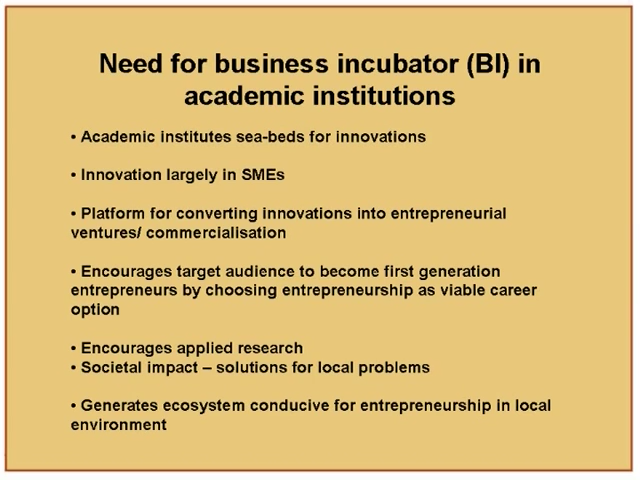 Need for business incubator (BI) in
academic institutions
• Academic institutes sea-beds for innovations
• Innovation largely in SMEs
• Platform for converting innovations into entrepreneurial
ventures/ commercialisation
• Encourages target audience to become first generation
entrepreneurs by choosing entrepreneurship as viable career
option
• Encourages applied research
• Societal impact – solutions for local problems
• Generates ecosystem conducive for entrepreneurship in local
environment